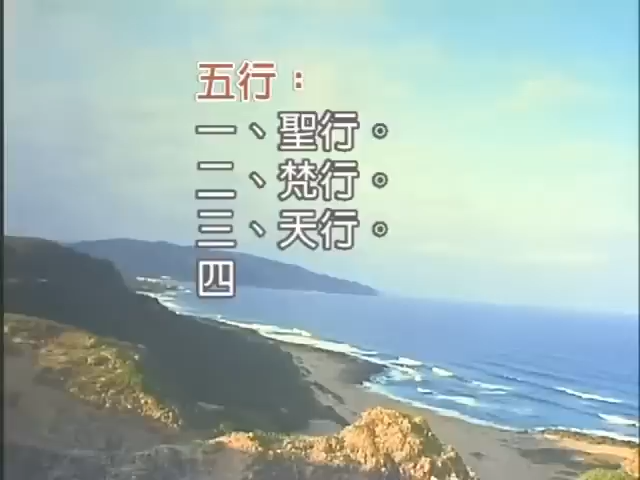 五行：
一、聖行。
二、梵行。
三、天行。
四